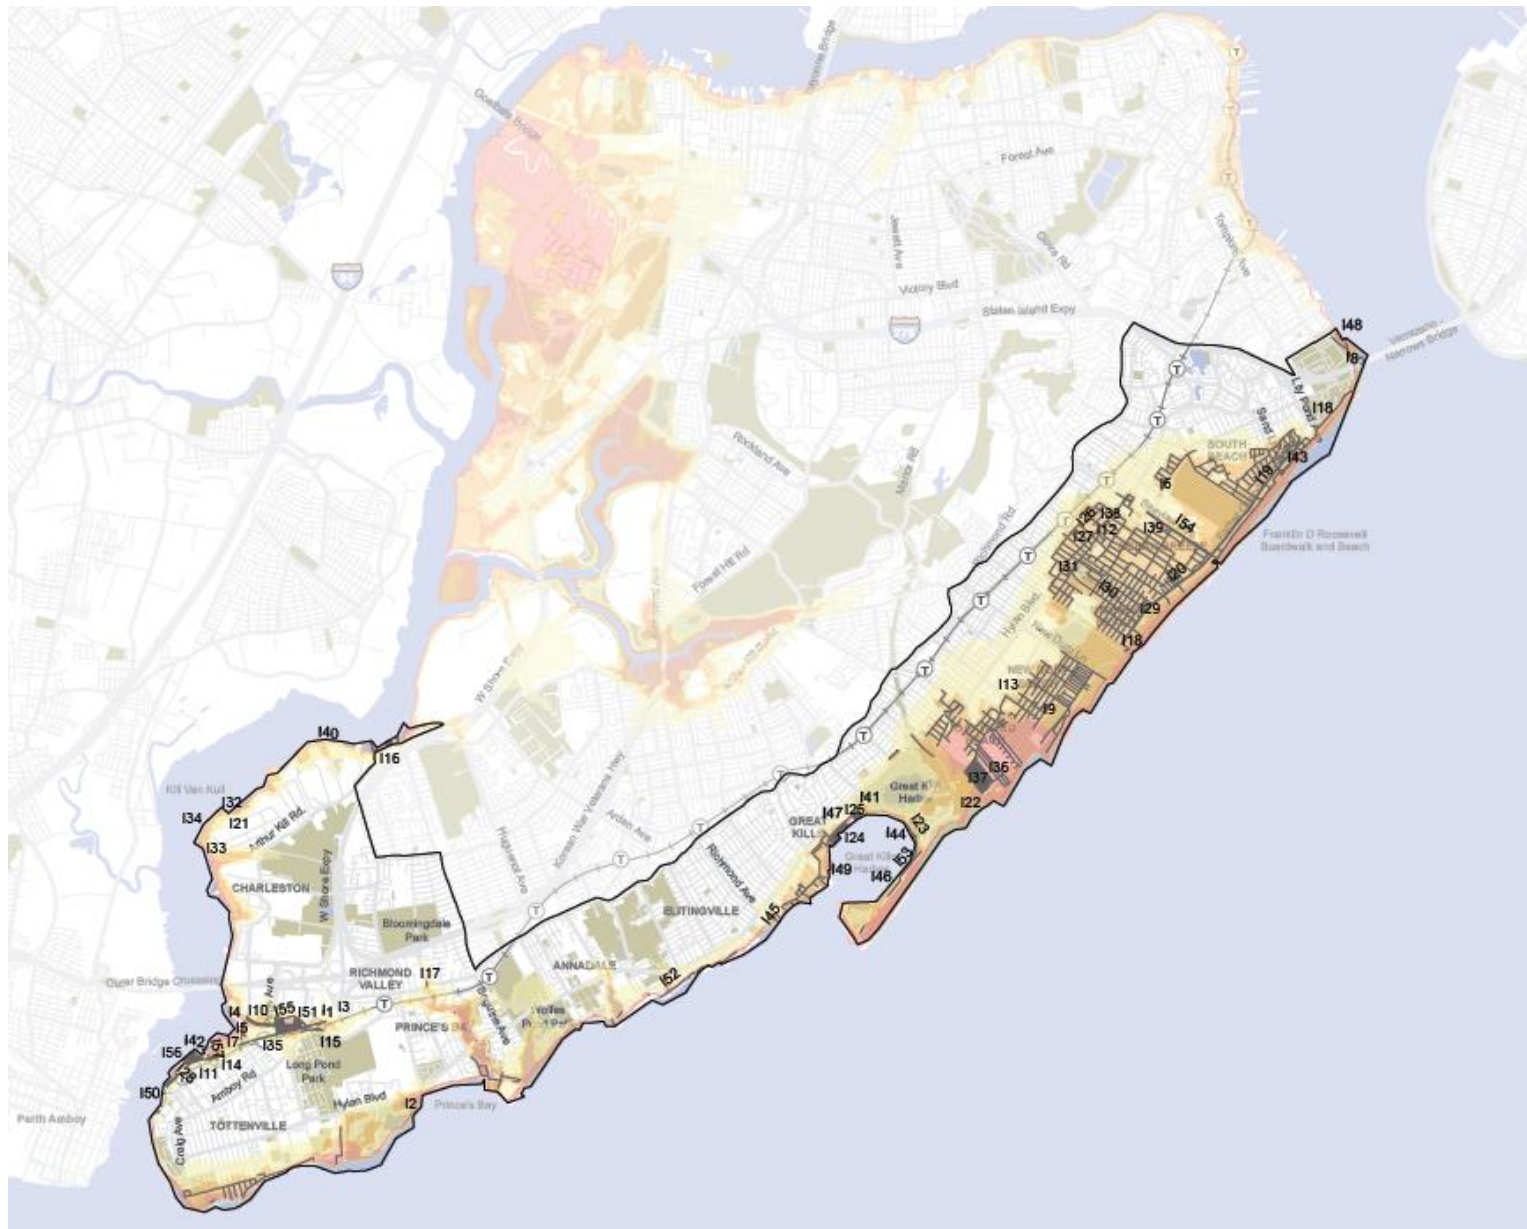 Goethals Bridge
Forest Ave
Jewett Ave
Clove Rd
Tompkins Ave
Victory Blvd
Staten Island Expy
T
T
T
T
I48
Narrows Bridge
I8
T
Lily Pond
I18
Sand
T
SOUTH
BEACH
I43
I19
Rockland Ave
Manor Rd
T
I6
I26
I38
I54
T
I27
I12
I39
Richmond Rd
Franklin D Roosevelt
Boardwalk and Beach
T
Forest Hill Rd
I31
I20
I30
T
Hylan Blvd.
I29
I18
T
W Shore Expy
I13
I9
I40
T
I16
I36
I37
T
Kill Van Kull
I32
I34
I21
Arthur Kill Rd.
Great
I41
I22
I47
I25
I23
GREAT
KILLS
I24
I44
I33
Huguenot Ave
Korean War Veterans Hwy
Arden Ave
T
T
Richmond Ave
I49
I53
I46
CHARLESTON
W Shore Expy
Bloomingdale
Park
T
ELTINGVILLE
I45
Outer Bridge Crossing
RICHMOND
VALLEY
I17
T
ANNADALE
I52
I4
I10
Ave
I55
I51
I1
I3
T
I5
PRINCE'S BAY
I42
I7
I35
I15
I56
I57
I14
I11
Amboy Rd
Long Pond
Park
I50
Hylan Blvd
I2
Prince's Bay
Perth Amboy
Craig Ave
TOTTENVILLE